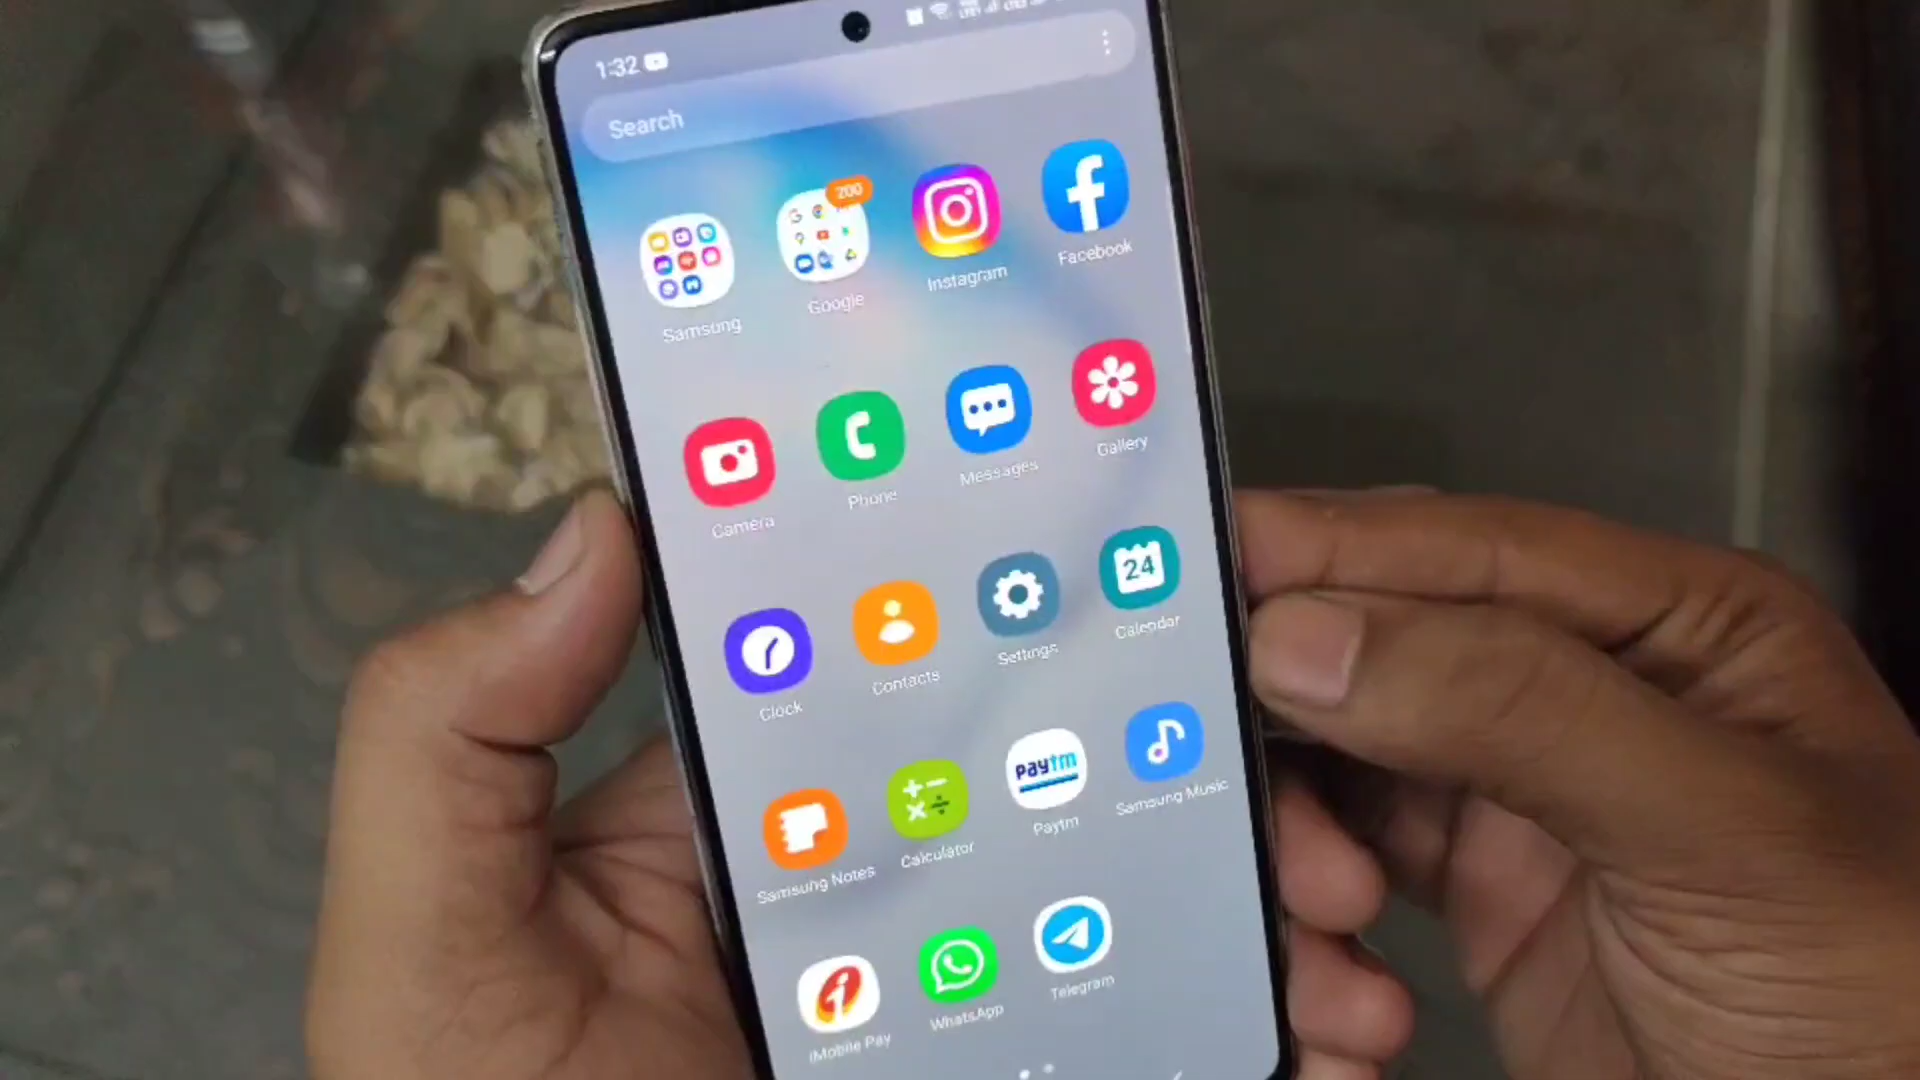 1:32
Search
200
Samsung
Google
Instagram
Facebook
Camera
Phone
Messages
Gallery
Clock
Contacts
Settings
24
Calendar
Samsung Notes
Calculator
Paytm
Paytm
Samsung Music
iMobile Pay
WhatsApp
Telegram